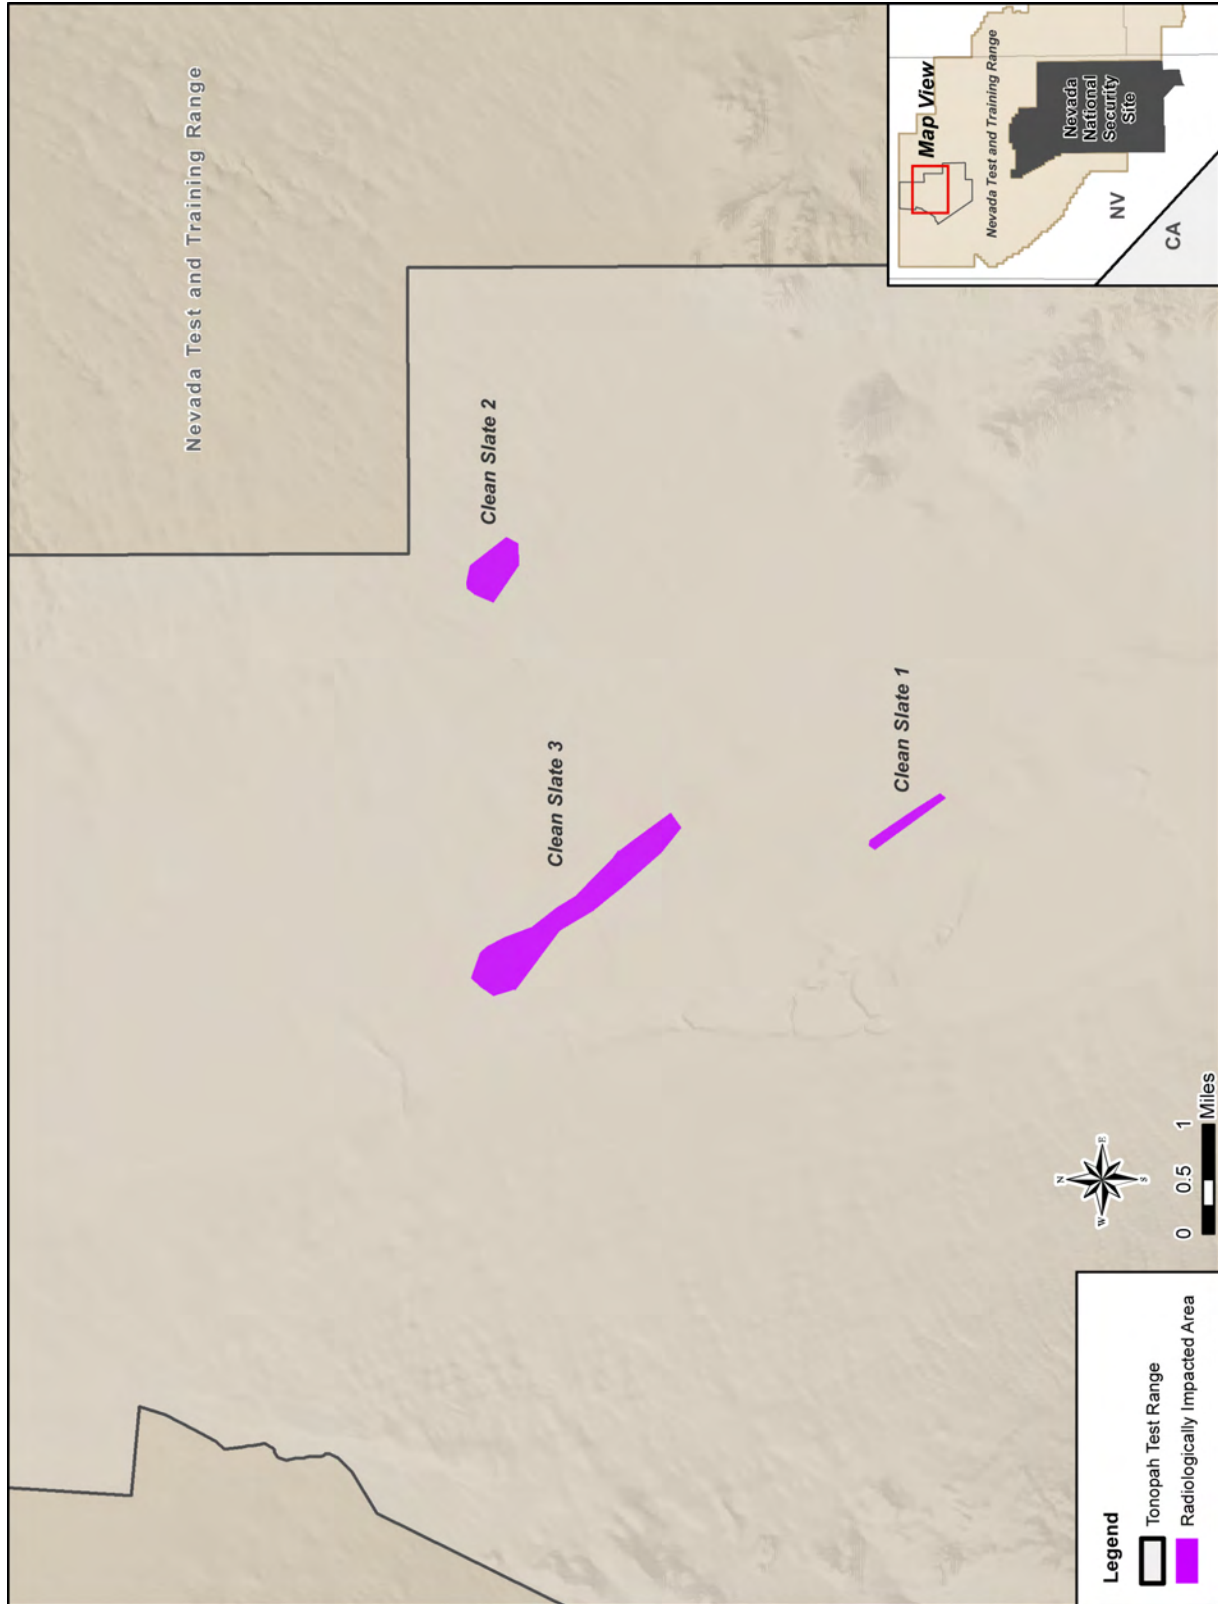 Nevada Test and Training Range
Clean Slate 2
Clean Slate 3
Clean Slate 1
Legend
Tonopah Test Range
Radiologically Impacted Area
N
W
E
S
0 0.5 1
Miles
Map View
Nevada Test and Training Range
Nevada
National
Security
Site
NV
CA